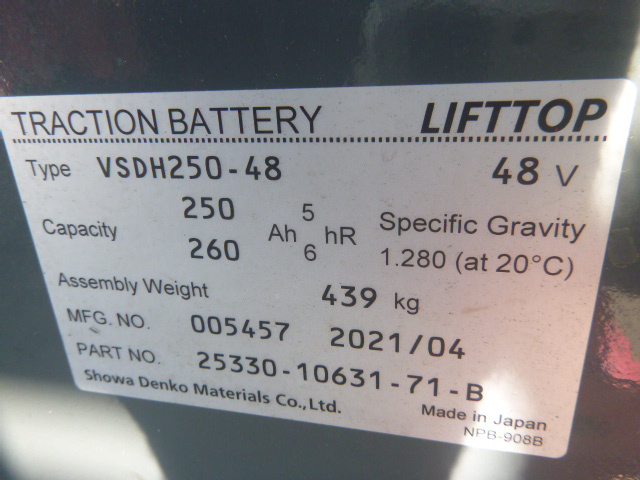 TRACTION BATTERY LIFTTOP
Type VSDH250-48 48 V
Capacity 250 Ah 5 hR Specific Gravity
260 6 1.280 (at 20°C)
Assembly Weight 439 kg
MFG. NO. 005457 2021/04
PART NO. 25330-10631-71-B
Showa Denko Materials Co., Ltd. Made in Japan
NPB-908B